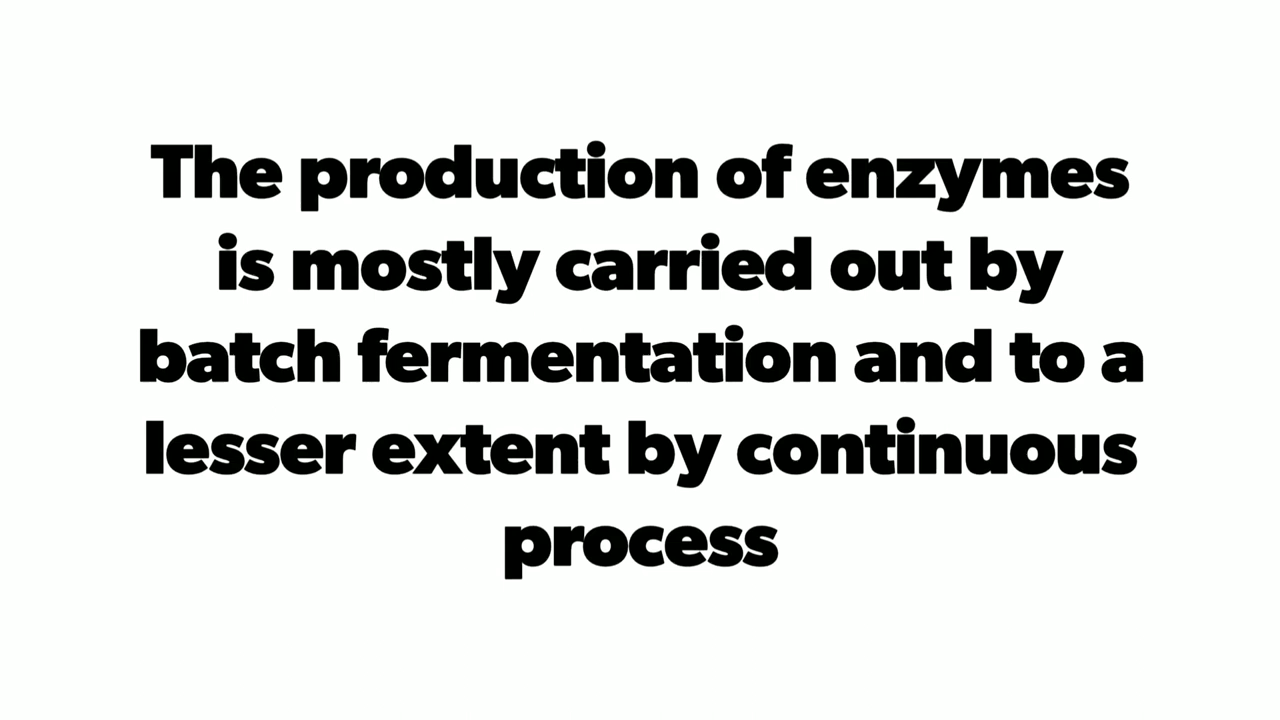 The production of enzymes
is mostly carried out by
batch fermentation and to a
lesser extent by continuous
process